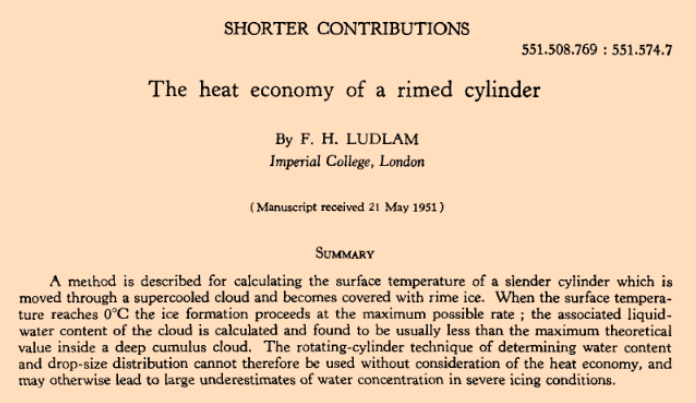 SHORTER CONTRIBUTIONS
551.508.769 : 551.574.7
The heat economy of a rimed cylinder
By F. H. LUDLAM
Imperial College, London
(Manuscript received 21 May 1951)
SUMMARY
A method is described for calculating the surface temperature of a slender cylinder which is
moved through a supercooled cloud and becomes covered with rime ice. When the surface tempera-
ture reaches 0°C the ice formation proceeds at the maximum possible rate ; the associated liquid-
water content of the cloud is calculated and found to be usually less than the maximum theoretical
value inside a deep cumulus cloud. The rotating-cylinder technique of determining water content
and drop-size distribution cannot therefore be used without consideration of the heat economy, and
may otherwise lead to large underestimates of water concentration in severe icing conditions.